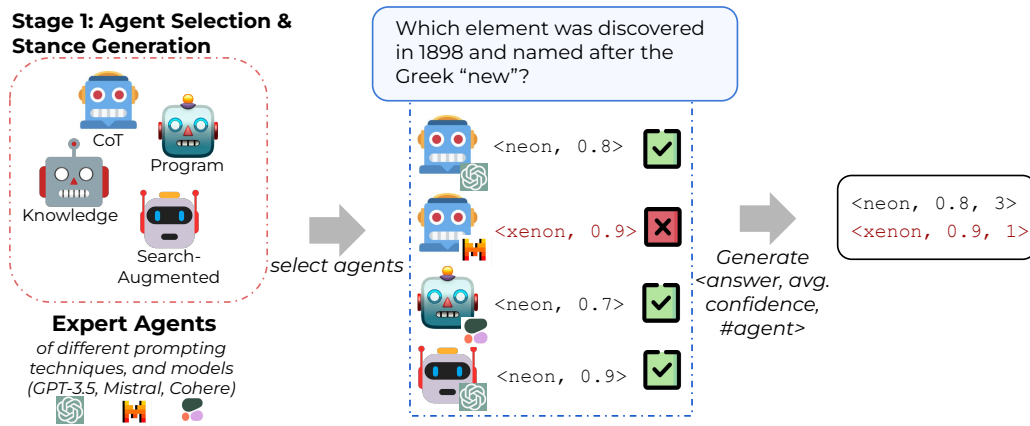 Stage 1: Agent Selection &
Stance Generation
CoT
Program
Knowledge
Search-
Augmented
Expert Agents
of different prompting
techniques, and models
(GPT-3.5, Mistral, Cohere)
select agents
Which element was discovered
in 1898 and named after the
Greek “new”?
<neon, 0.8>
<xenon, 0.9>
<neon, 0.7>
<neon, 0.9>
Generate
<answer, avg.
confidence,
#agent>
<neon, 0.8, 3>
<xenon, 0.9, 1>